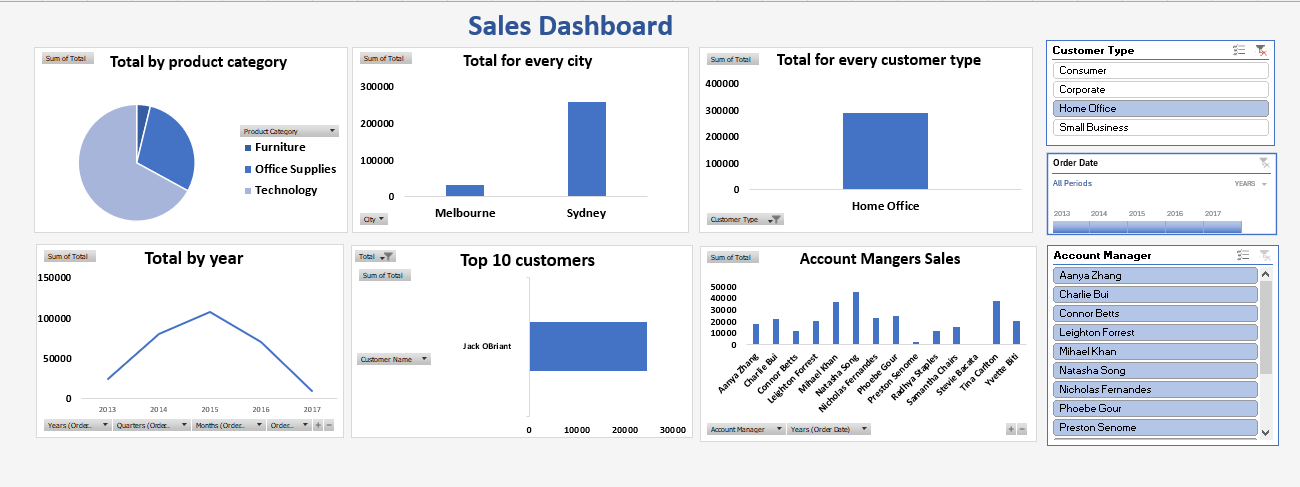 Sales Dashboard
Sum of Total
Total by product category
Product Category
Furniture
Office Supplies
Technology
Sum of Total
Total for every city
300000
200000
100000
0
Melbourne
Sydney
City
Sum of Total
Total for every customer type
400000
300000
200000
100000
0
Home Office
Customer Type
Customer Type
Consumer
Corporate
Home Office
Small Business
Order Date
All Periods
YEARS
2013 2014 2015 2016 2017
Sum of Total
Total by year
150000
100000
50000
0
2013 2014 2015 2016 2017
Years (Order..
Quarters (Order..
Months (Order..
Order..
Total
Sum of Total
Top 10 customers
Jack OBriant
Customer Name
0 10000 20000 30000
Sum of Total
Account Mangers Sales
50000
40000
30000
20000
10000
0
Aanya Zhang
Charlie Bui
Connor Betts
Leighton Forrest
Mihael Khan
Natasha Song
Nicholas Fernandes
Phoebe Gour
Preston Senome
Radhya Staples
Samantha Chairs
Stevie Bacata
Tina Carlton
Yvette Biti
Account Manager
Years (Order Date)
Account Manager
Aanya Zhang
Charlie Bui
Connor Betts
Leighton Forrest
Mihael Khan
Natasha Song
Nicholas Fernandes
Phoebe Gour
Preston Senome